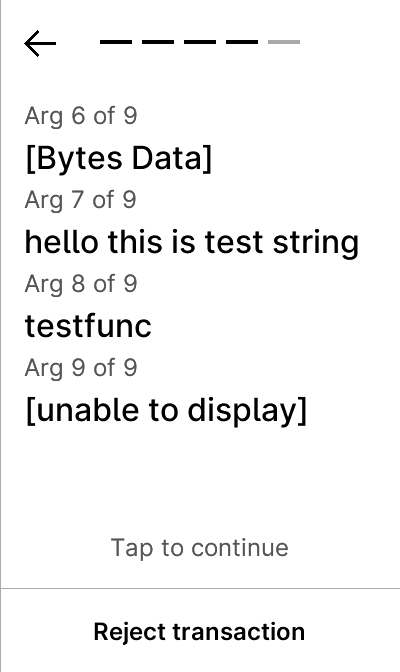 Arg 6 of 9
[Bytes Data]
Arg 7 of 9
hello this is test string
Arg 8 of 9
testfunc
Arg 9 of 9
[unable to display]
Tap to continue
Reject transaction